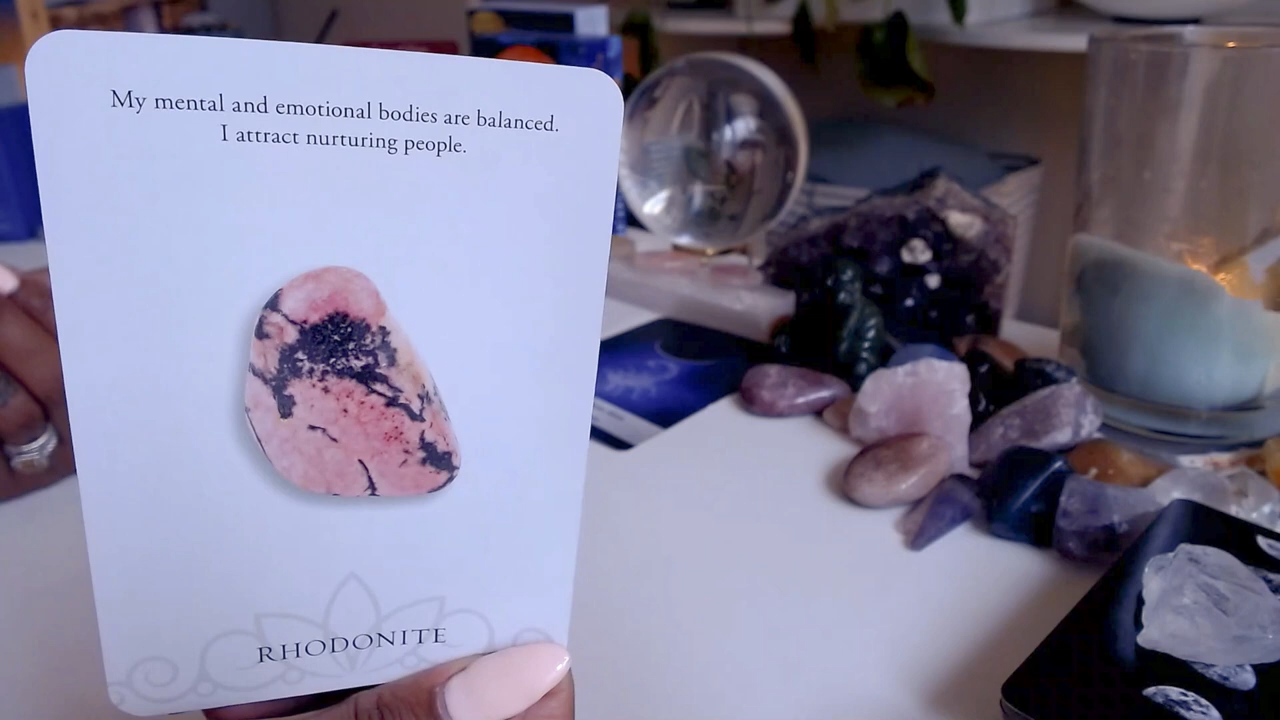 My mental and emotional bodies are balanced.
I attract nurturing people.
RHODONITE